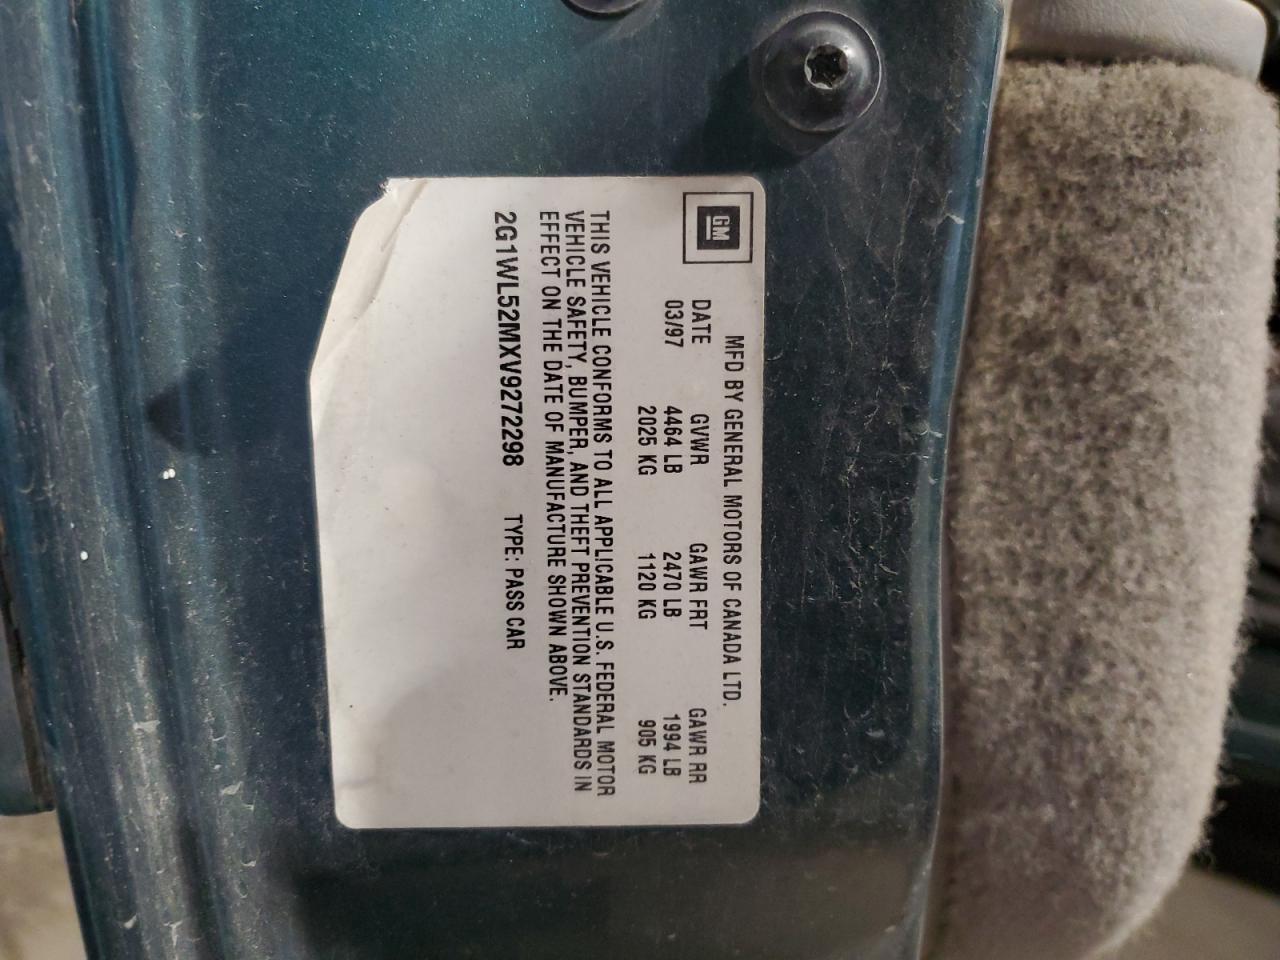 GM
MFD BY GENERAL MOTORS OF CANADA LTD.
DATE GVWR GAWR FRT GAWR RR
03/97 4464 LB 2470 LB 1994 LB
2025 KG 1120 KG 905 KG
THIS VEHICLE CONFORMS TO ALL APPLICABLE U.S. FEDERAL MOTOR
VEHICLE SAFETY, BUMPER, AND THEFT PREVENTION STANDARDS IN
EFFECT ON THE DATE OF MANUFACTURE SHOWN ABOVE.
2G1WL52MXV9272298 TYPE: PASS CAR